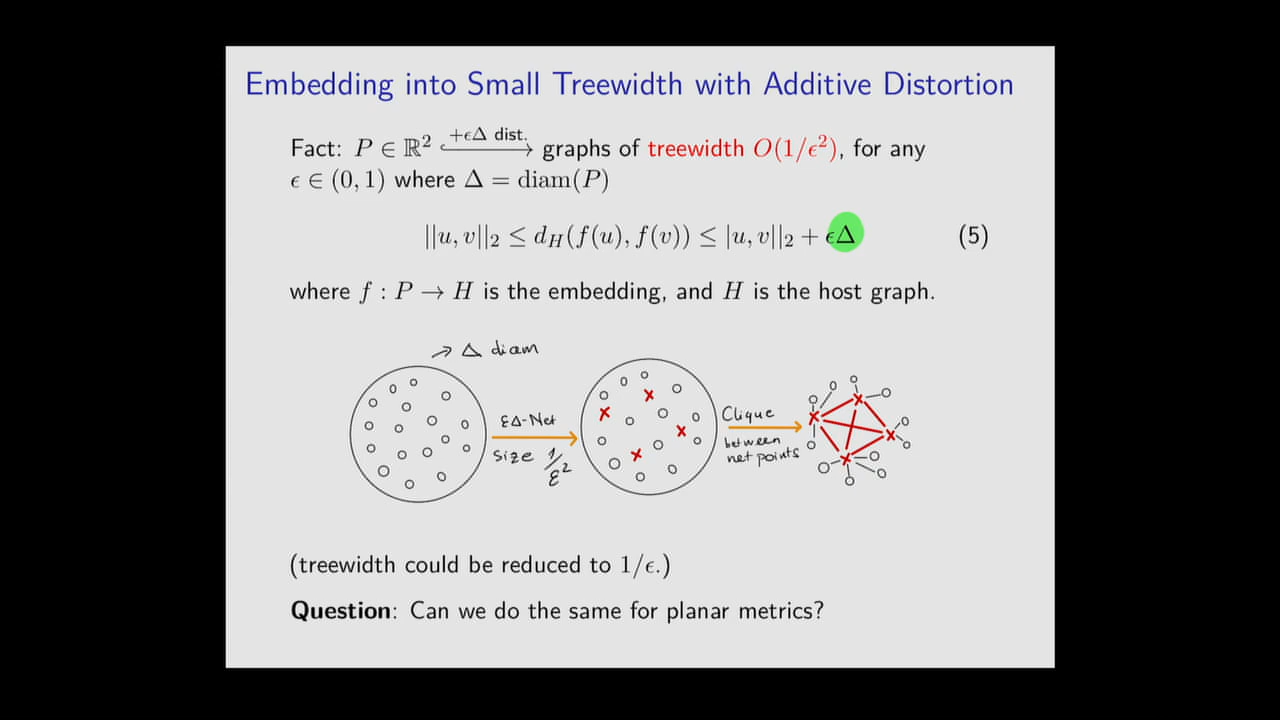 Embedding into Small Treewidth with Additive Distortion
Fact: P ∈ ℝ² ↪ +ϵΔ dist. graphs of treewidth O(1/ϵ²), for any
ϵ ∈ (0, 1) where Δ = diam(P)
||u, v||₂ ≤ d_H(f(u), f(v)) ≤ |u, v||₂ + ϵΔ (5)
where f : P → H is the embedding, and H is the host graph.
→ Δ diam
εΔ-Net
size 1/ε²
Clique
between
net points
(treewidth could be reduced to 1/ϵ.)
Question: Can we do the same for planar metrics?